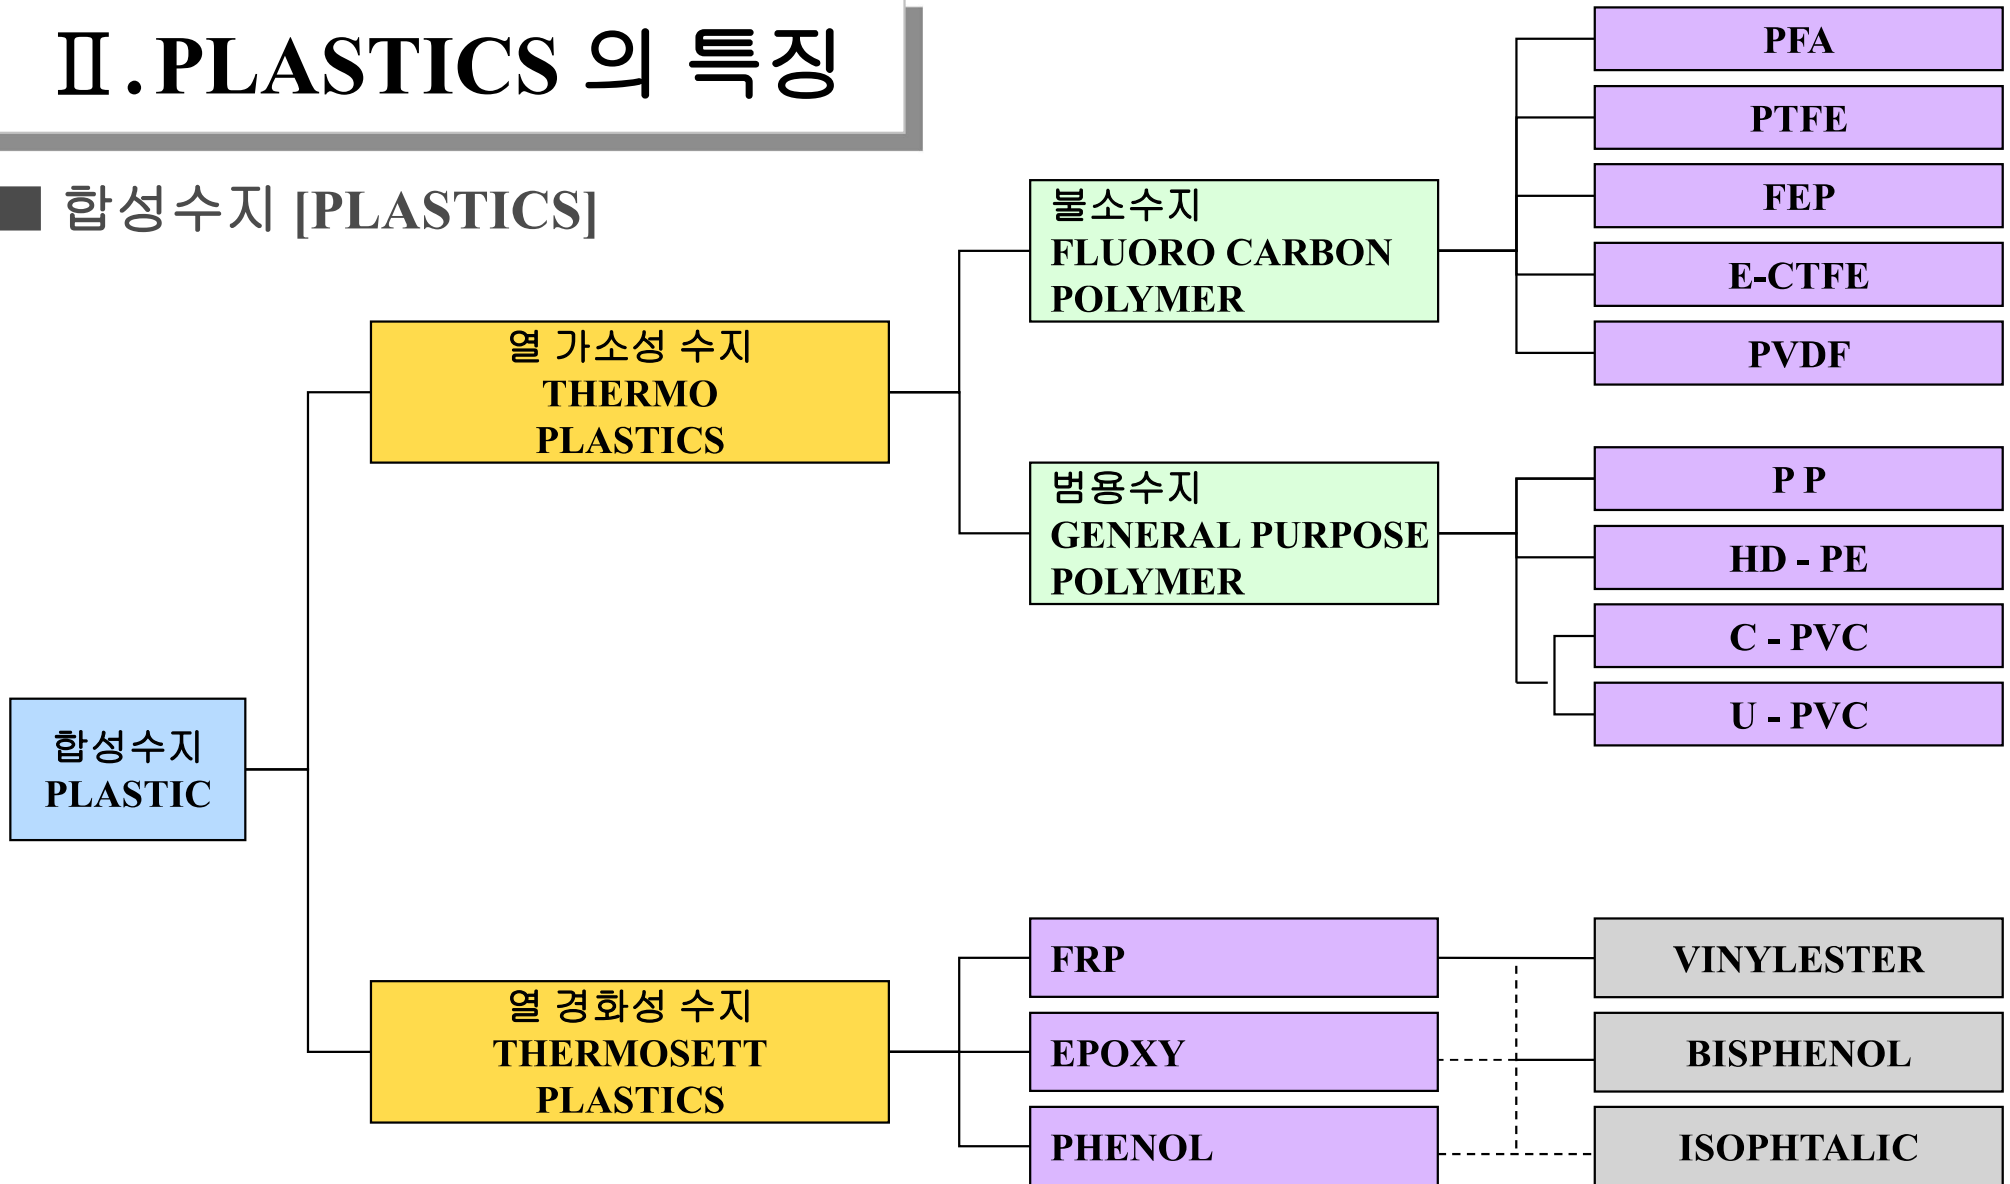 Ⅱ.PLASTICS 의 특징
■ 합성수지 [PLASTICS]
합성수지
PLASTIC
열 가소성 수지
THERMO
PLASTICS
불소수지
FLUORO CARBON
POLYMER
PFA
PTFE
FEP
E-CTFE
PVDF
범용수지
GENERAL PURPOSE
POLYMER
P P
HD - PE
C - PVC
U - PVC
열 경화성 수지
THERMOSETT
PLASTICS
FRP
EPOXY
PHENOL
VINYLESTER
BISPHENOL
ISOPHTALIC